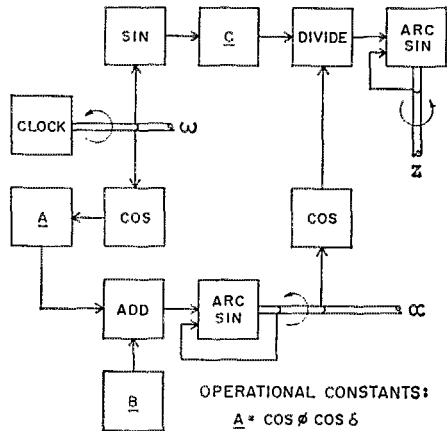 SIN
C
DIVIDE
ARC
SIN
CLOCK
ω
Z
A
COS
COS
ADD
ARC
SIN
α
B
OPERATIONAL CONSTANTS:
A = COS φ COS δ